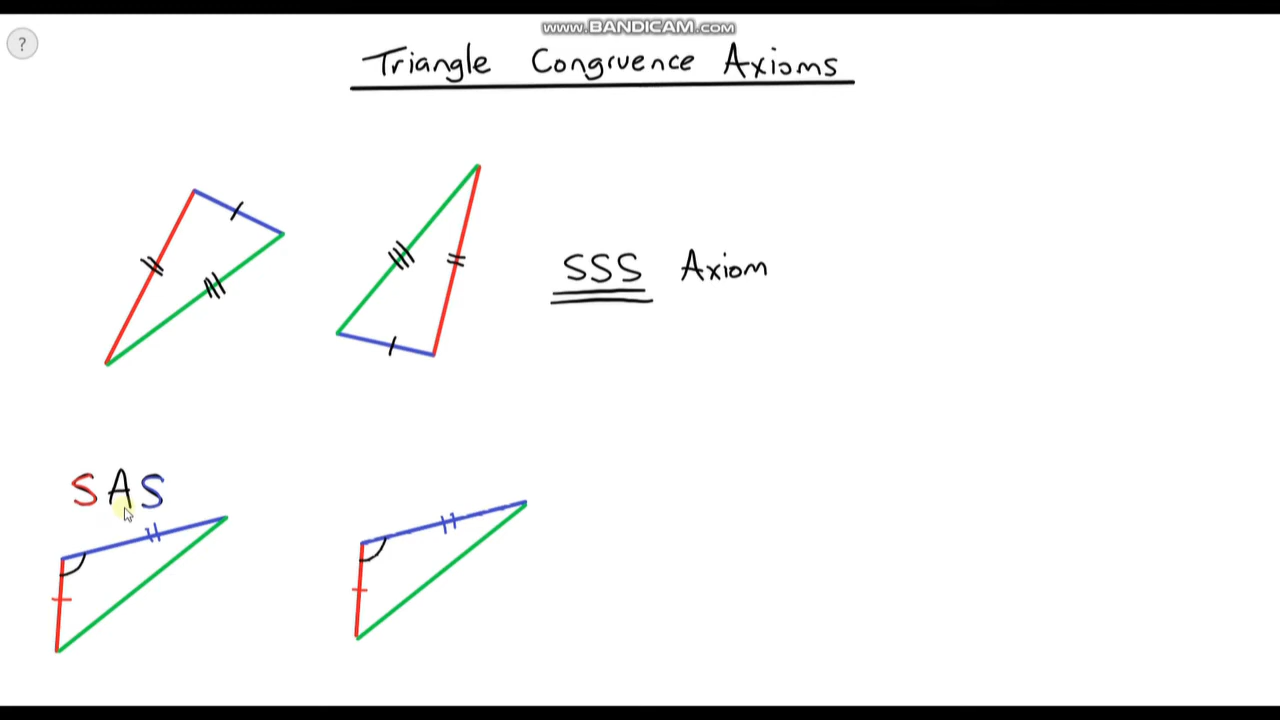 www.BANDICAM.com
?
Triangle Congruence Axioms
SSS Axiom
SAS